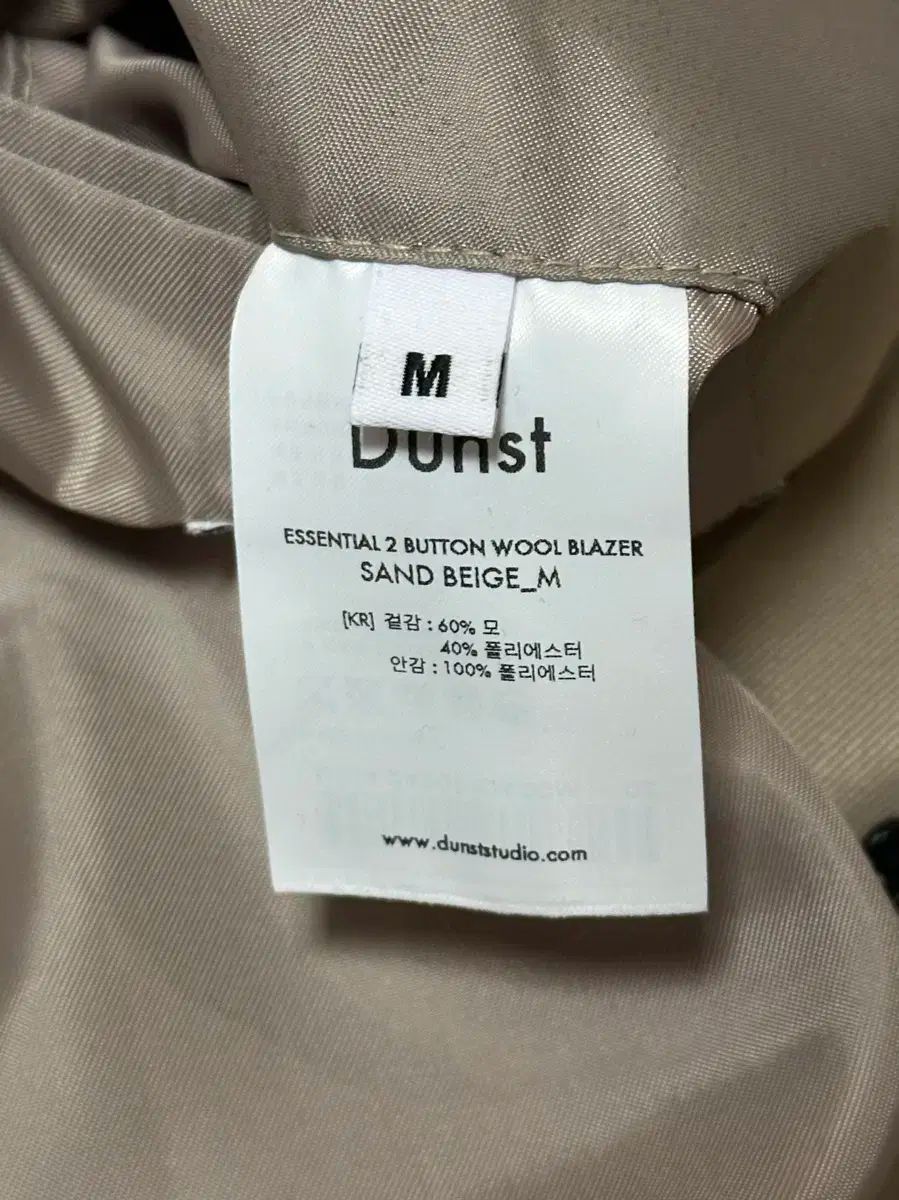 M
Dunst
ESSENTIAL 2 BUTTON WOOL BLAZER
SAND BEIGE_M
[KR] 겉감 : 60% 모
40% 폴리에스터
안감 : 100% 폴리에스터
www.dunststudio.com